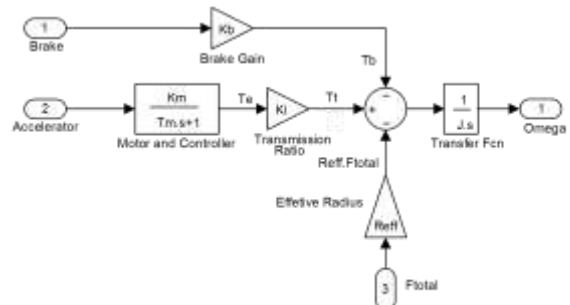 1
Brake
Kb
Brake Gain
Tb
2
Accelerator
Km
Tm.s+1
Motor and Controller
Te
Ki
Transmission
Ratio
Tt
1
J.s
Transfer Fcn
1
Omega
Reff.Ftotal
Effetive Radius
Reff
3
Ftotal